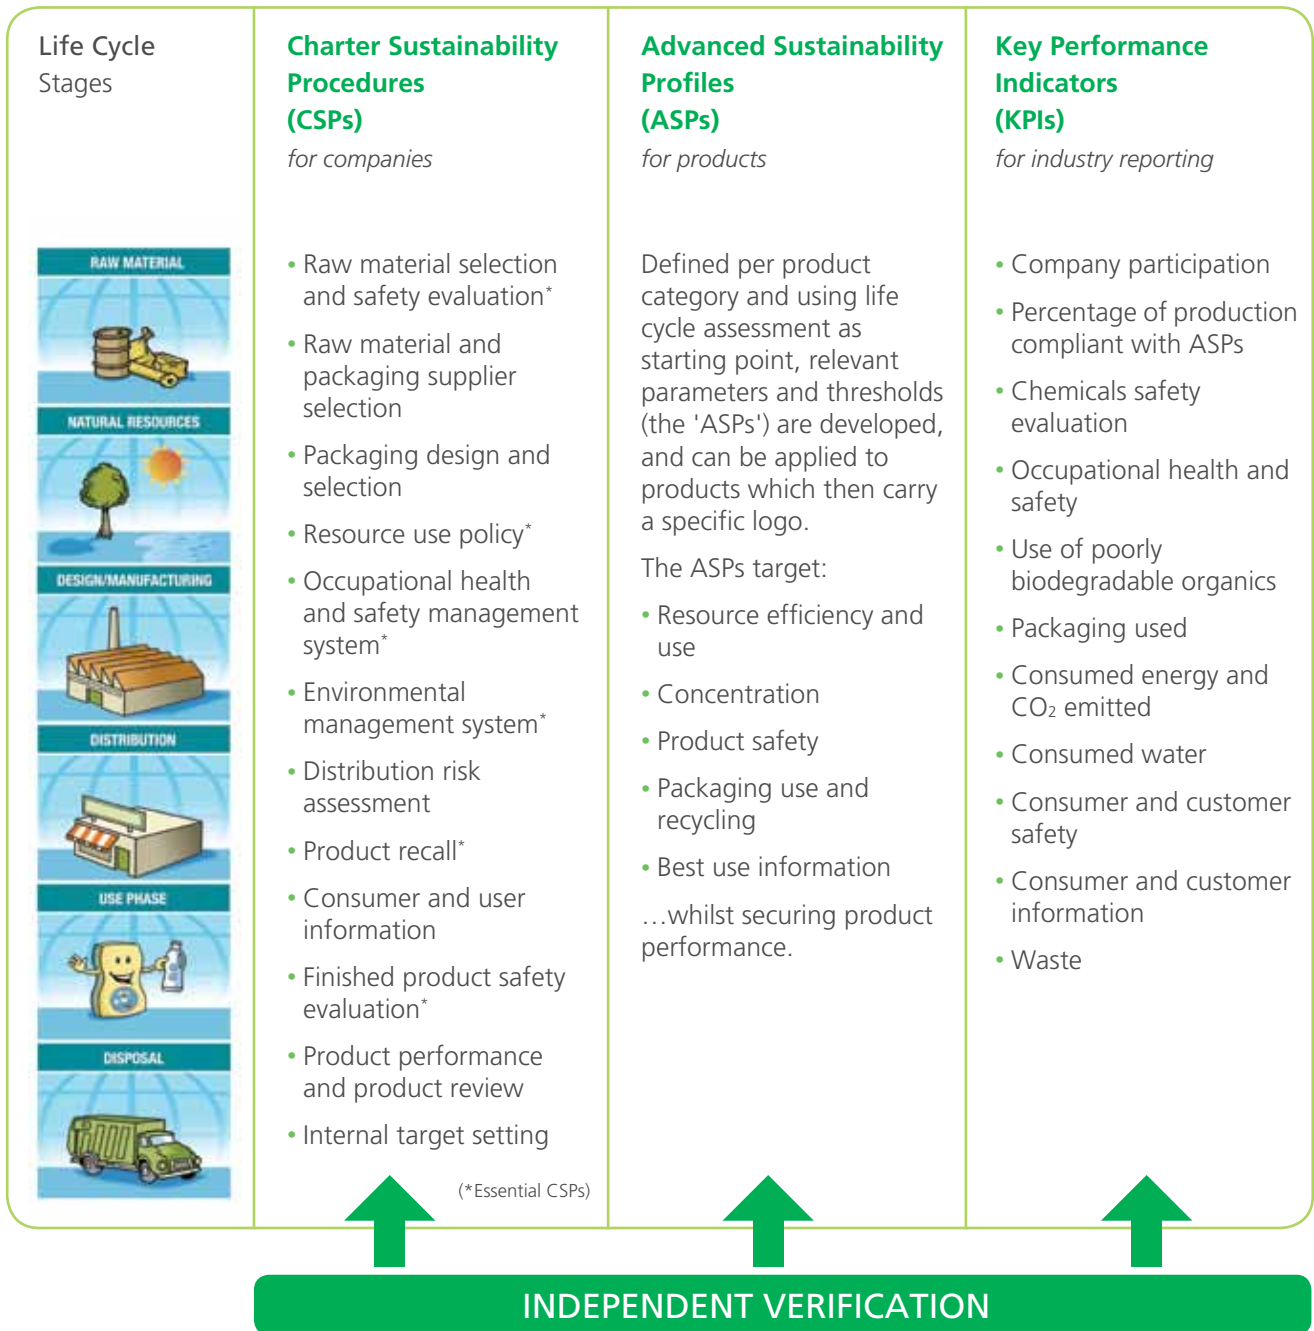 Life Cycle
Stages
RAW MATERIAL
NATURAL RESOURCES
DESIGN/MANUFACTURING
DISTRIBUTION
USE PHASE
DISPOSAL
Charter Sustainability
Procedures
(CSPs)
for companies
• Raw material selection
and safety evaluation*
• Raw material and
packaging supplier
selection
• Packaging design and
selection
• Resource use policy*
• Occupational health
and safety management
system*
• Environmental
management system*
• Distribution risk
assessment
• Product recall*
• Consumer and user
information
• Finished product safety
evaluation*
• Product performance
and product review
• Internal target setting
(*Essential CSPs)
Advanced Sustainability
Profiles
(ASPs)
for products
Defined per product
category and using life
cycle assessment as
starting point, relevant
parameters and thresholds
(the 'ASPs') are developed,
and can be applied to
products which then carry
a specific logo.
The ASPs target:
• Resource efficiency and
use
• Concentration
• Product safety
• Packaging use and
recycling
• Best use information
…whilst securing product
performance.
Key Performance
Indicators
(KPIs)
for industry reporting
• Company participation
• Percentage of production
compliant with ASPs
• Chemicals safety
evaluation
• Occupational health and
safety
• Use of poorly
biodegradable organics
• Packaging used
• Consumed energy and
CO₂ emitted
• Consumed water
• Consumer and customer
safety
• Consumer and customer
information
• Waste
INDEPENDENT VERIFICATION